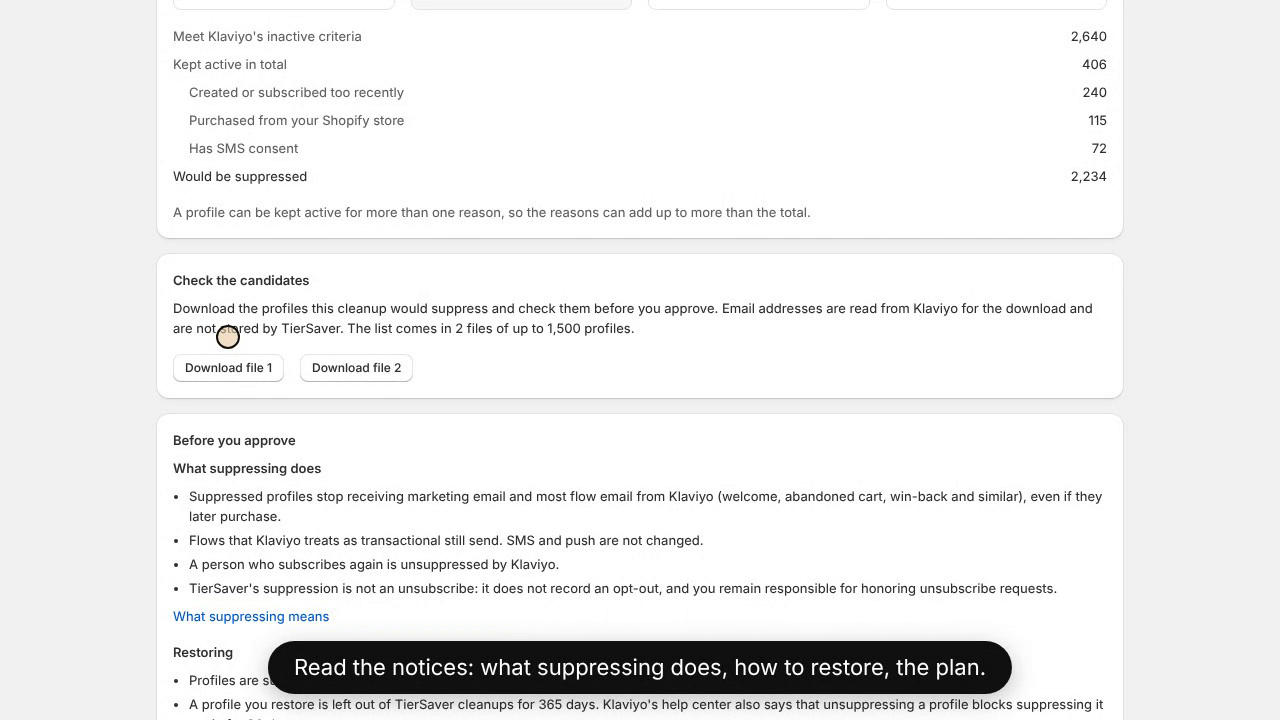 Meet Klaviyo's inactive criteria 2,640
Kept active in total 406
Created or subscribed too recently 240
Purchased from your Shopify store 115
Has SMS consent 72
Would be suppressed 2,234
A profile can be kept active for more than one reason, so the reasons can add up to more than the total.
Check the candidates
Download the profiles this cleanup would suppress and check them before you approve. Email addresses are read from Klaviyo for the download and
are not stored by TierSaver. The list comes in 2 files of up to 1,500 profiles.
Download file 1 Download file 2
Before you approve
What suppressing does
• Suppressed profiles stop receiving marketing email and most flow email from Klaviyo (welcome, abandoned cart, win-back and similar), even if they
later purchase.
• Flows that Klaviyo treats as transactional still send. SMS and push are not changed.
• A person who subscribes again is unsuppressed by Klaviyo.
• TierSaver's suppression is not an unsubscribe: it does not record an opt-out, and you remain responsible for honoring unsubscribe requests.
What suppressing means
Restoring
• Profiles are
Read the notices: what suppressing does, how to restore, the plan.
• A profile you restore is left out of TierSaver cleanups for 365 days. Klaviyo's help center also says that unsuppressing a profile blocks suppressing it